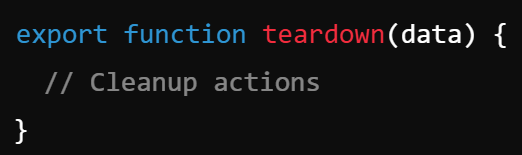 export function teardown(data) {
  // Cleanup actions
}